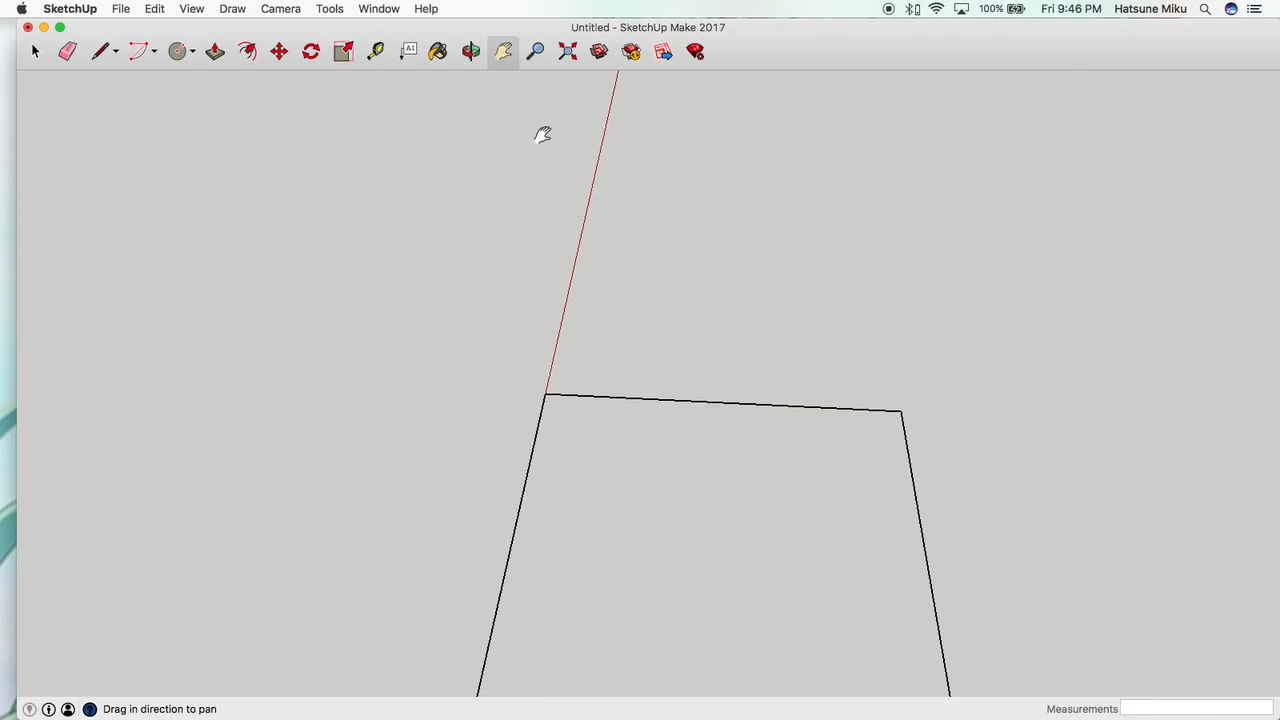 SketchUp File Edit View Draw Camera Tools Window Help 100% Fri 9:46 PM Hatsune Miku
Untitled - SketchUp Make 2017
A1
Drag in direction to pan
Measurements